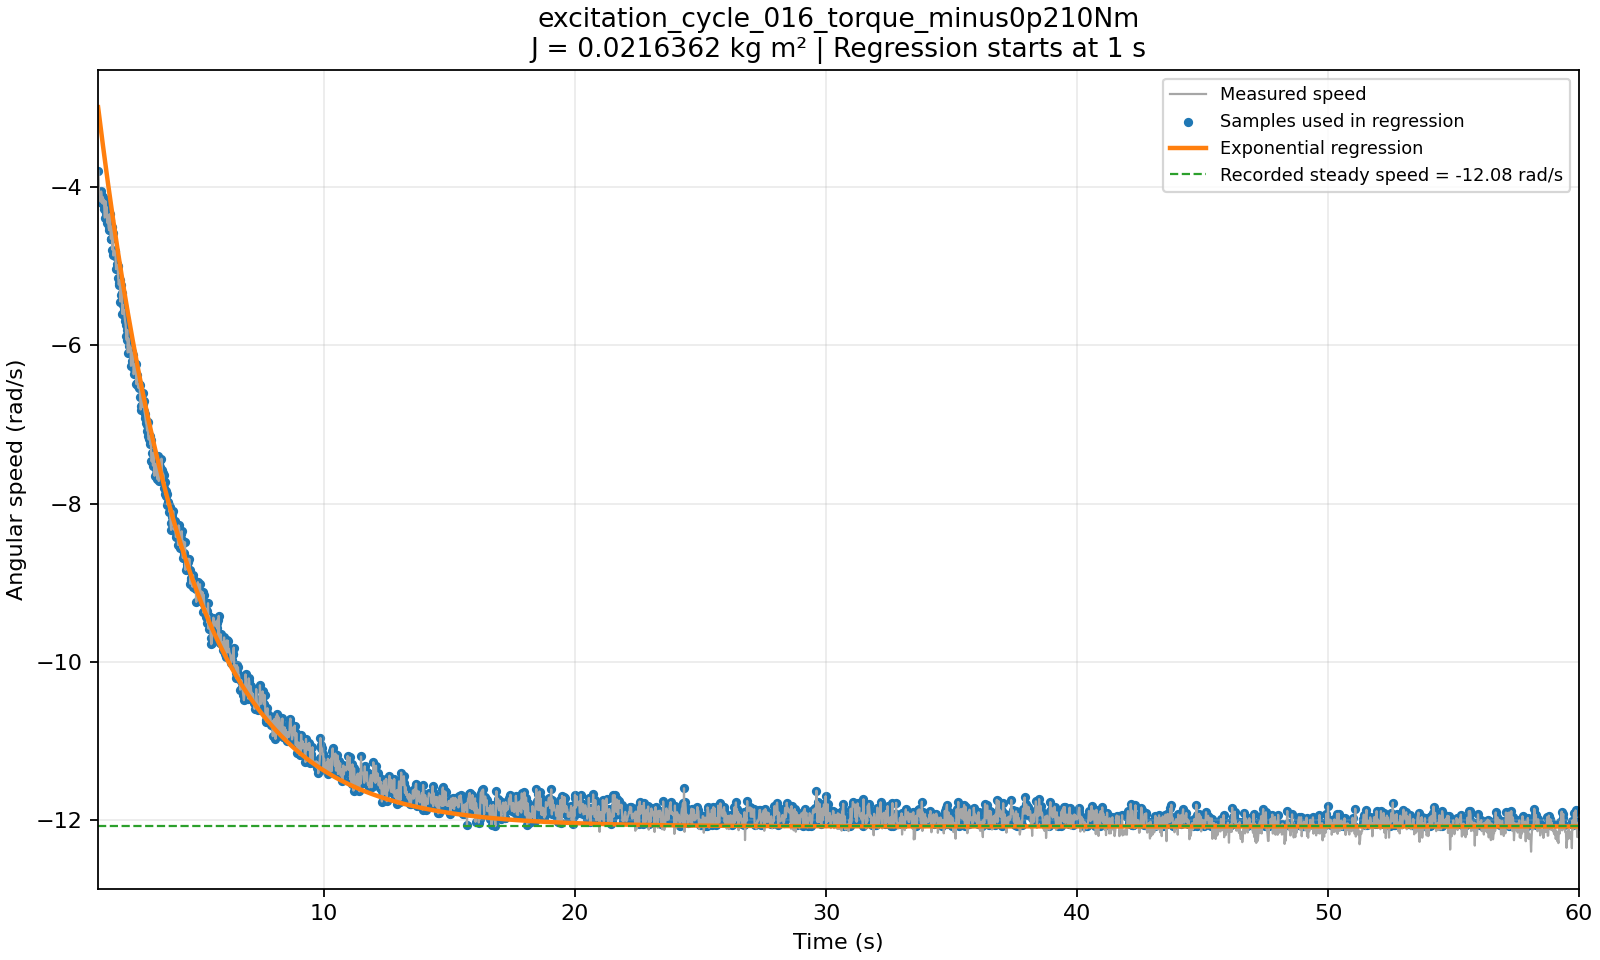 excitation_cycle_016_torque_minus0p210Nm
J = 0.0216362 kg m² | Regression starts at 1 s
Measured speed
Samples used in regression
Exponential regression
Recorded steady speed = -12.08 rad/s
Angular speed (rad/s)
−4
−6
−8
−10
−12
10
20
30
40
50
60
Time (s)